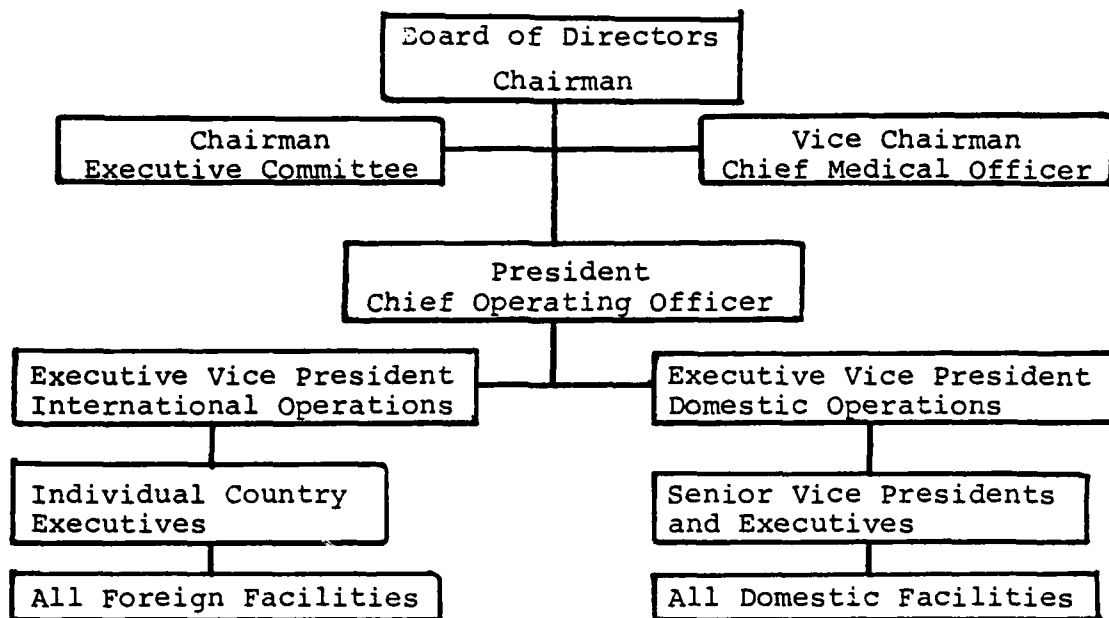 Board of Directors
Chairman
Chairman
Executive Committee
Vice Chairman
Chief Medical Officer
President
Chief Operating Officer
Executive Vice President
International Operations
Executive Vice President
Domestic Operations
Individual Country
Executives
Senior Vice Presidents
and Executives
All Foreign Facilities
All Domestic Facilities